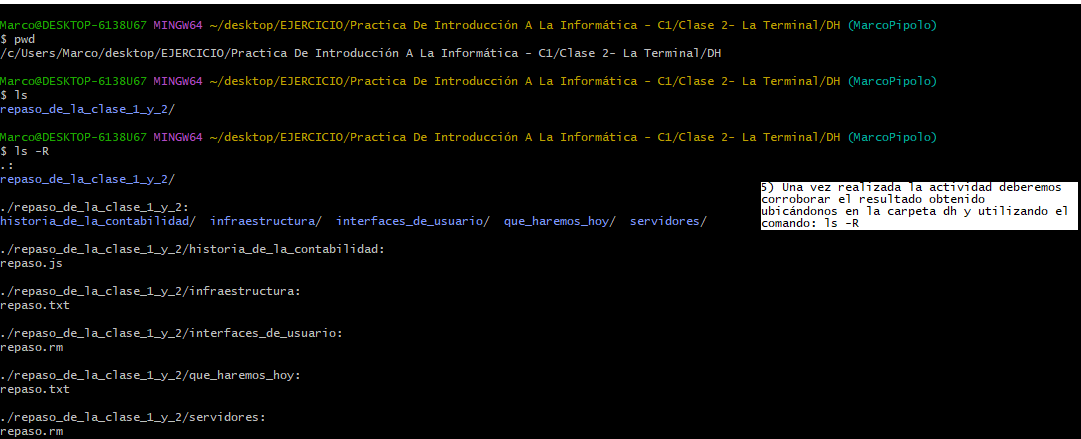 Marco@DESKTOP-6138U67 MINGW64 ~/desktop/EJERCICIO/Practica De Introducción A La Informática - C1/Clase 2- La Terminal/DH (MarcoPipolo)
$ pwd
/c/Users/Marco/desktop/EJERCICIO/Practica De Introducción A La Informática - C1/Clase 2- La Terminal/DH
Marco@DESKTOP-6138U67 MINGW64 ~/desktop/EJERCICIO/Practica De Introducción A La Informática - C1/Clase 2- La Terminal/DH (MarcoPipolo)
$ ls
repaso_de_la_clase_1_y_2/
Marco@DESKTOP-6138U67 MINGW64 ~/desktop/EJERCICIO/Practica De Introducción A La Informática - C1/Clase 2- La Terminal/DH (MarcoPipolo)
$ ls -R
.:
repaso_de_la_clase_1_y_2/
./repaso_de_la_clase_1_y_2:
historia_de_la_contabilidad/ infraestructura/ interfaces_de_usuario/ que_haremos_hoy/ servidores/
./repaso_de_la_clase_1_y_2/historia_de_la_contabilidad:
repaso.js
./repaso_de_la_clase_1_y_2/infraestructura:
repaso.txt
./repaso_de_la_clase_1_y_2/interfaces_de_usuario:
repaso.rm
./repaso_de_la_clase_1_y_2/que_haremos_hoy:
repaso.txt
./repaso_de_la_clase_1_y_2/servidores:
repaso.rm
5) Una vez realizada la actividad deberemos
corroborar el resultado obtenido
ubicándonos en la carpeta dh y utilizando el
comando: ls -R